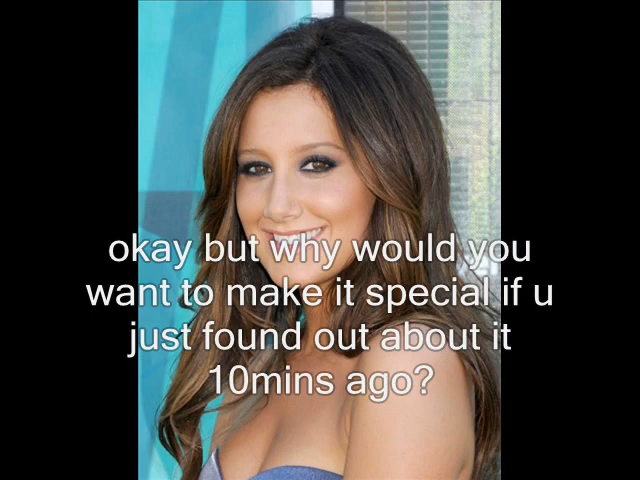 okay but why would you
want to make it special if u
just found out about it
10mins ago?